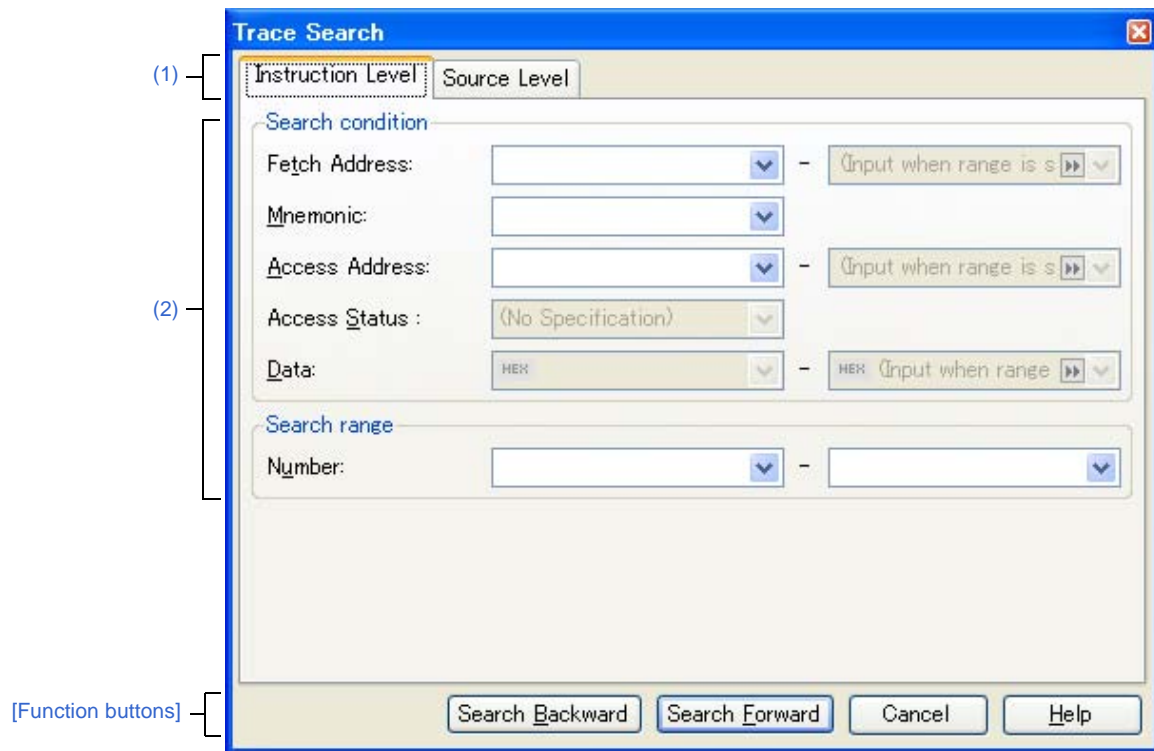 Trace Search
(1)
Instruction Level Source Level
(2)
Search condition
Fetch Address: - (Input when range is s
Mnemonic:
Access Address: - (Input when range is s
Access Status : (No Specification)
Data: HEX - HEX (Input when range
Search range
Number: -
[Function buttons]
Search Backward Search Forward Cancel Help